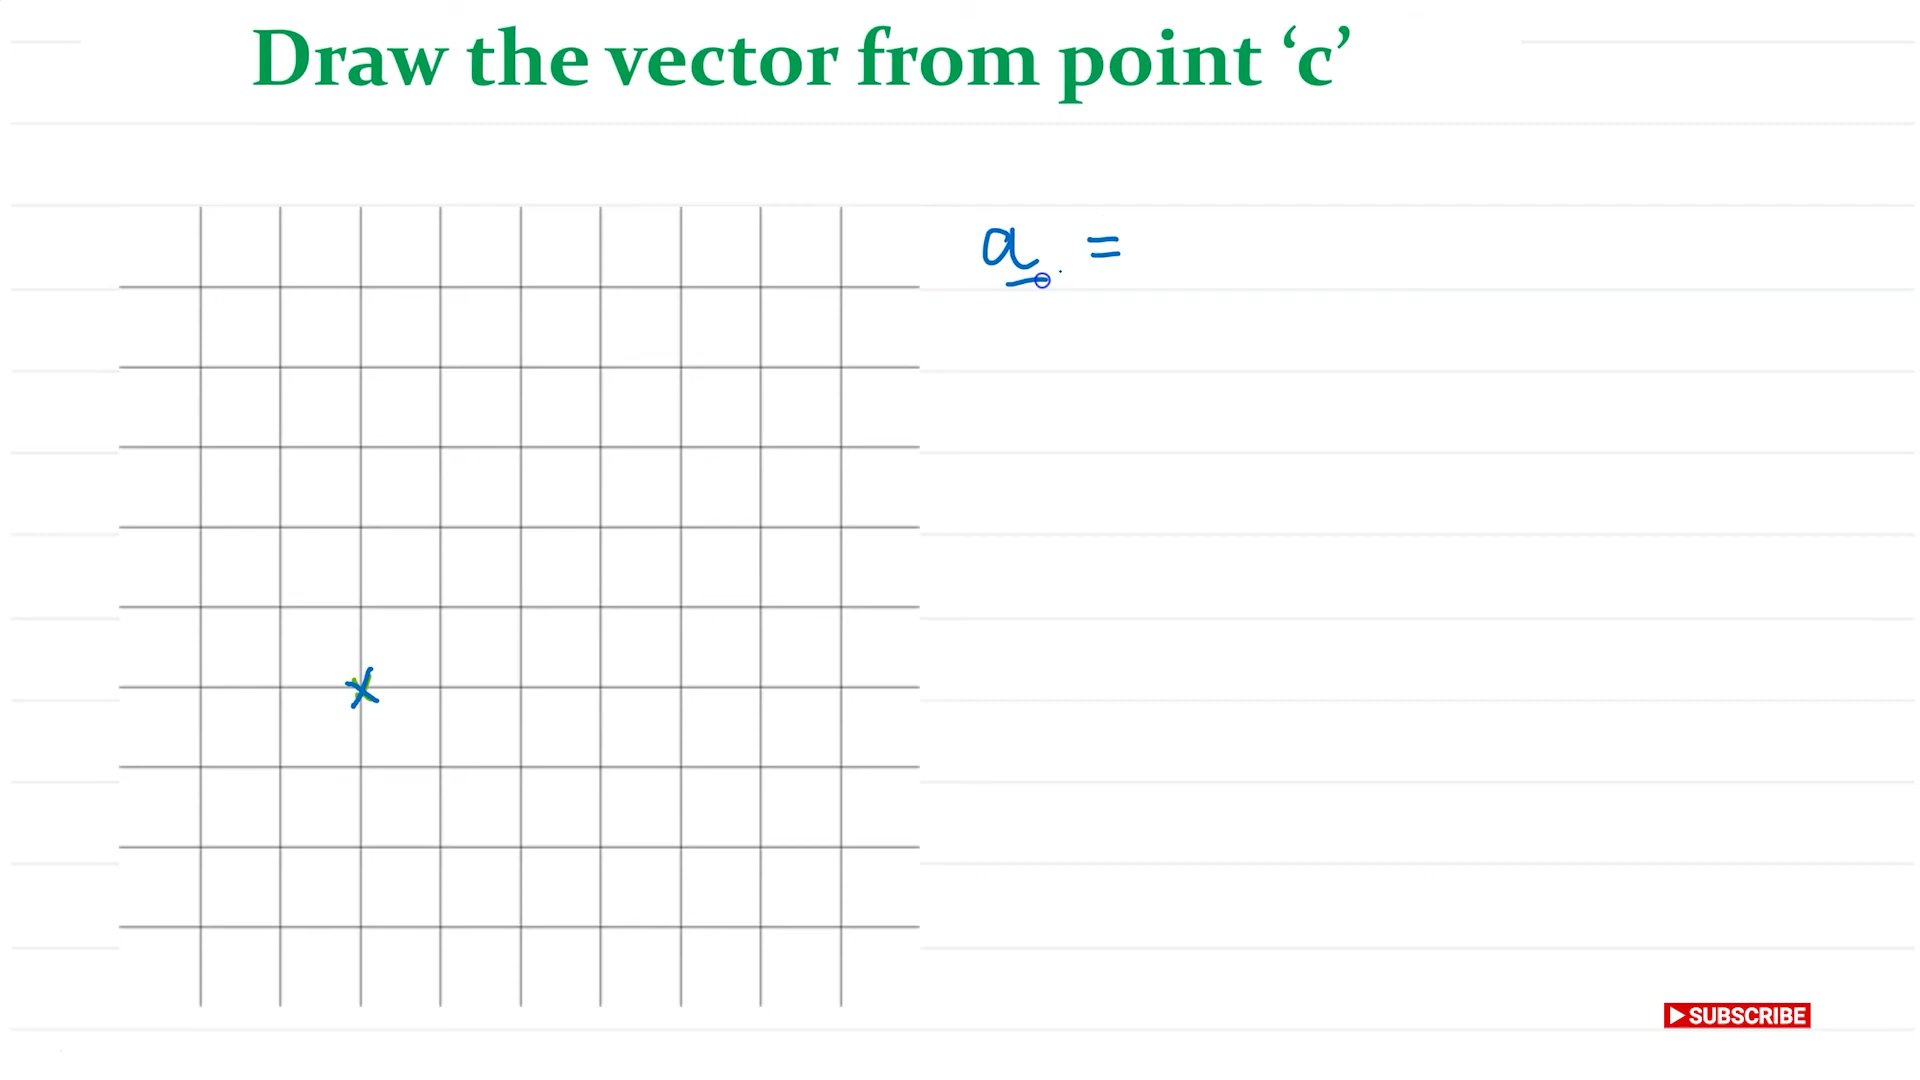 Draw the vector from point ‘c’
a =
SUBSCRIBE